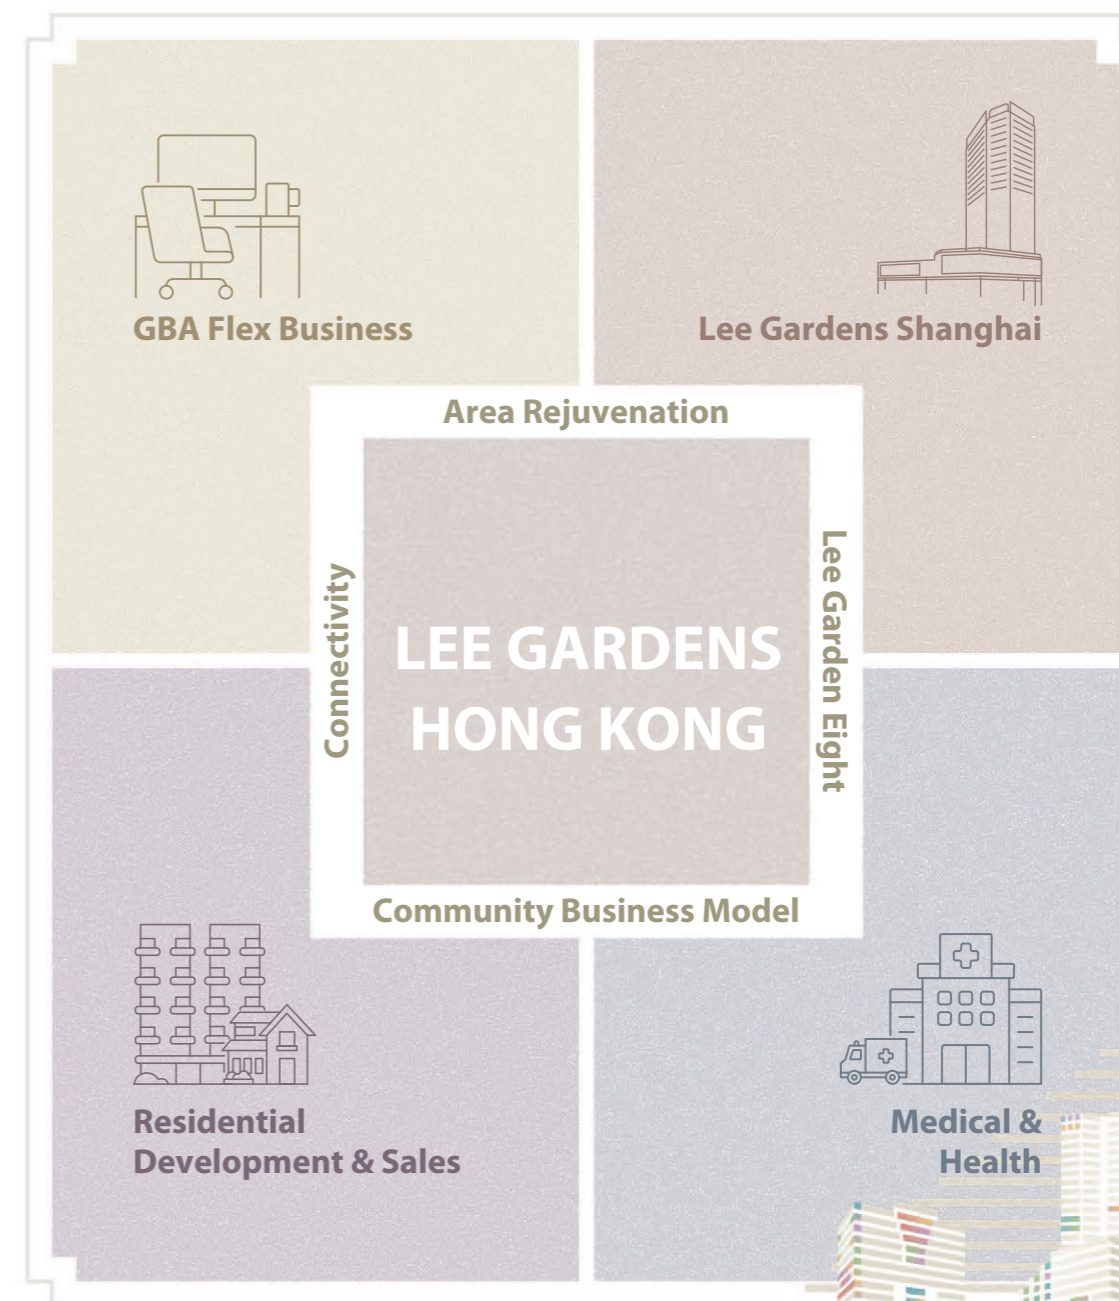 GBA Flex Business
Lee Gardens Shanghai
Area Rejuvenation
Connectivity
LEE GARDENS
HONG KONG
Lee Garden Eight
Community Business Model
Residential
Development & Sales
Medical &
Health